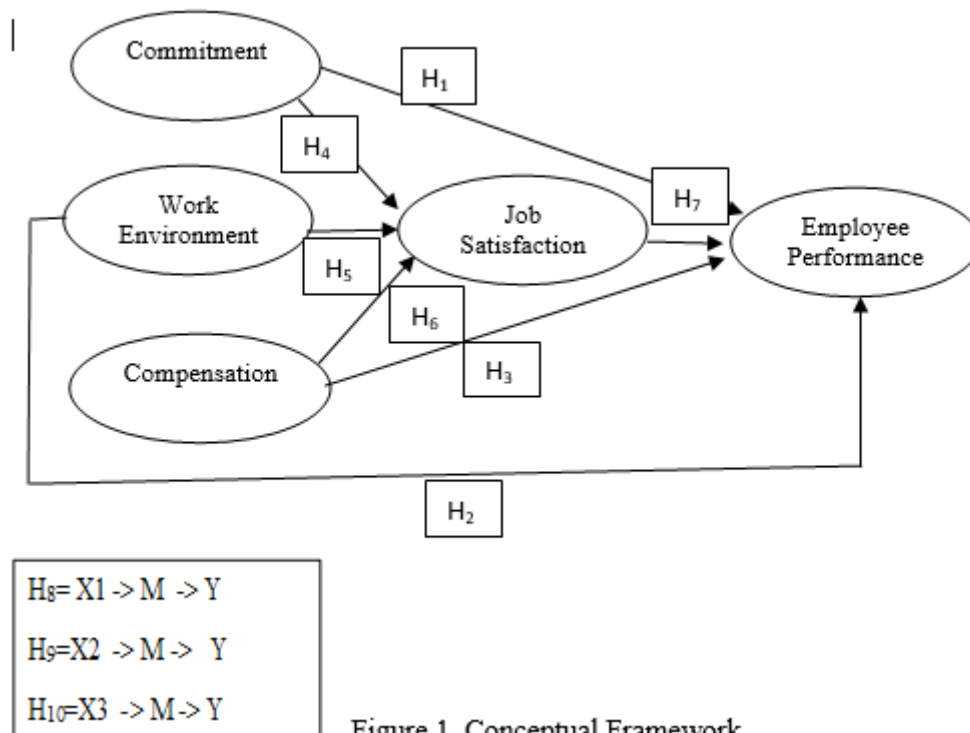 Commitment
H₁
H₄
Work
Environment
Job
Satisfaction
H₇
Employee
Performance
H₅
H₆
Compensation
H₃
H₂
H₈= X1 -> M -> Y
H₉=X2 -> M -> Y
H₁₀=X3 -> M -> Y
Figure 1. Conceptual Framework